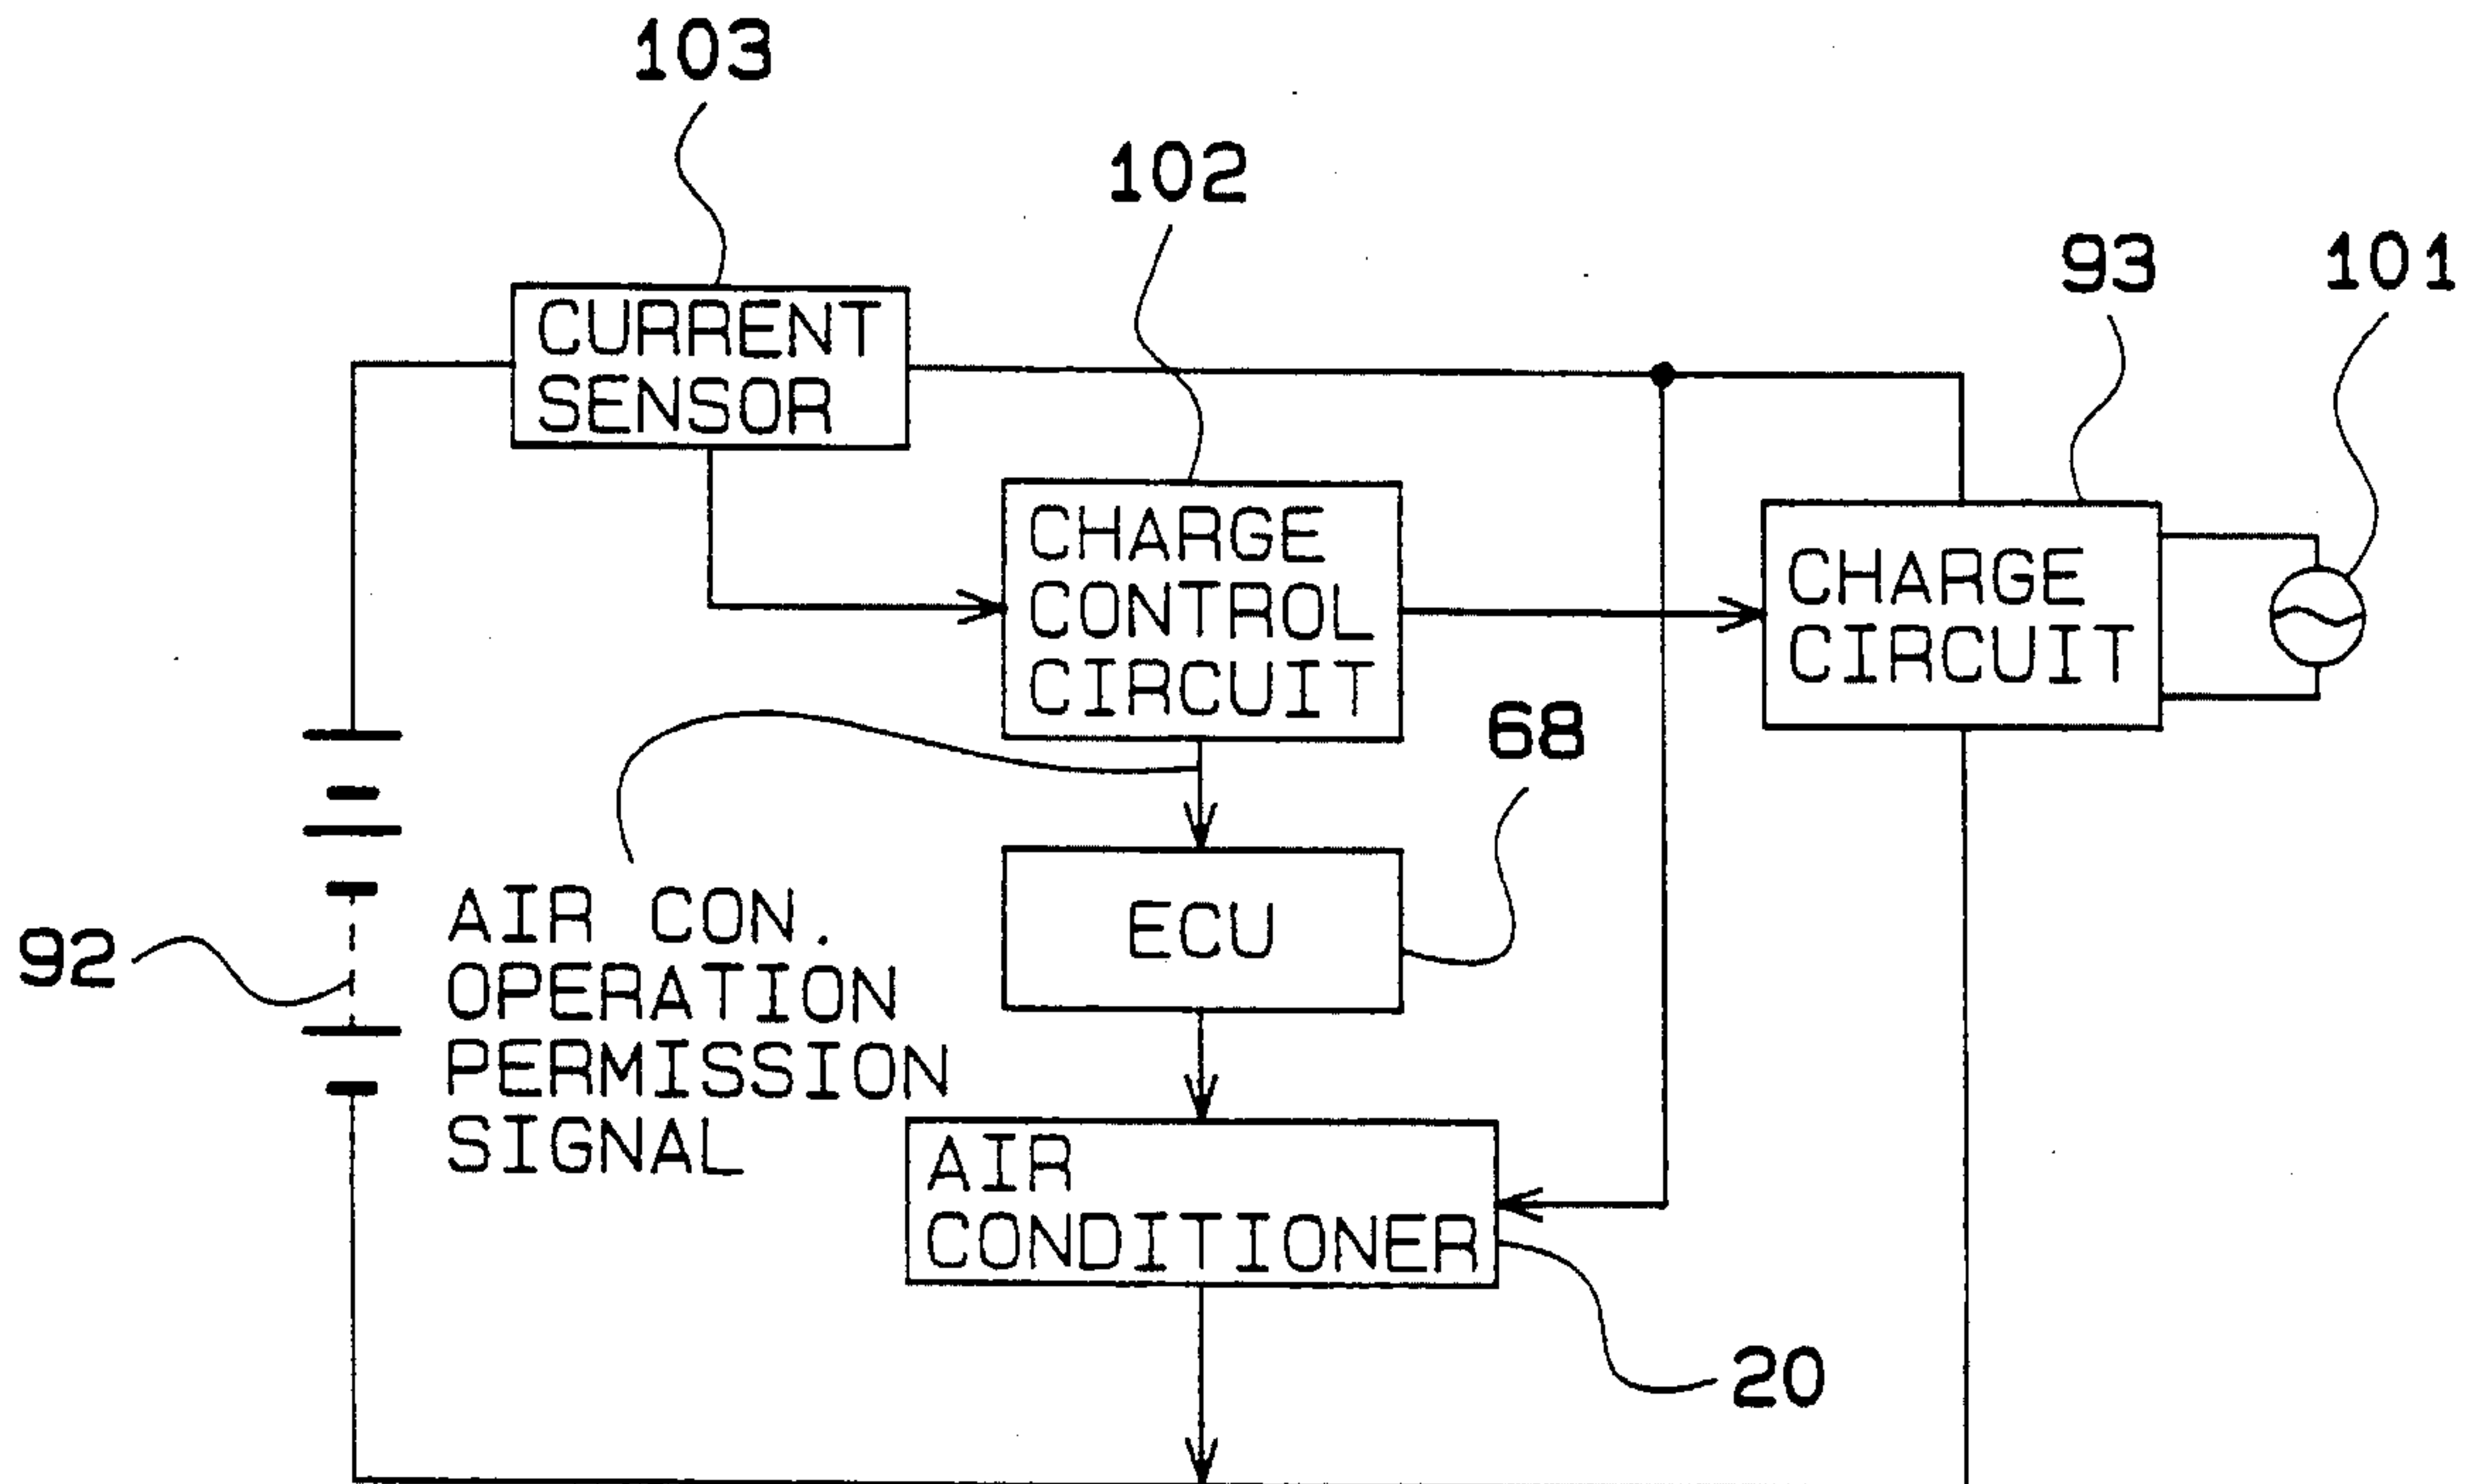 103
102
93
101
CURRENT
SENSOR
CHARGE
CONTROL
CIRCUIT
CHARGE
CIRCUIT
68
92
AIR CON.
OPERATION
PERMISSION
SIGNAL
ECU
AIR
CONDITIONER
20